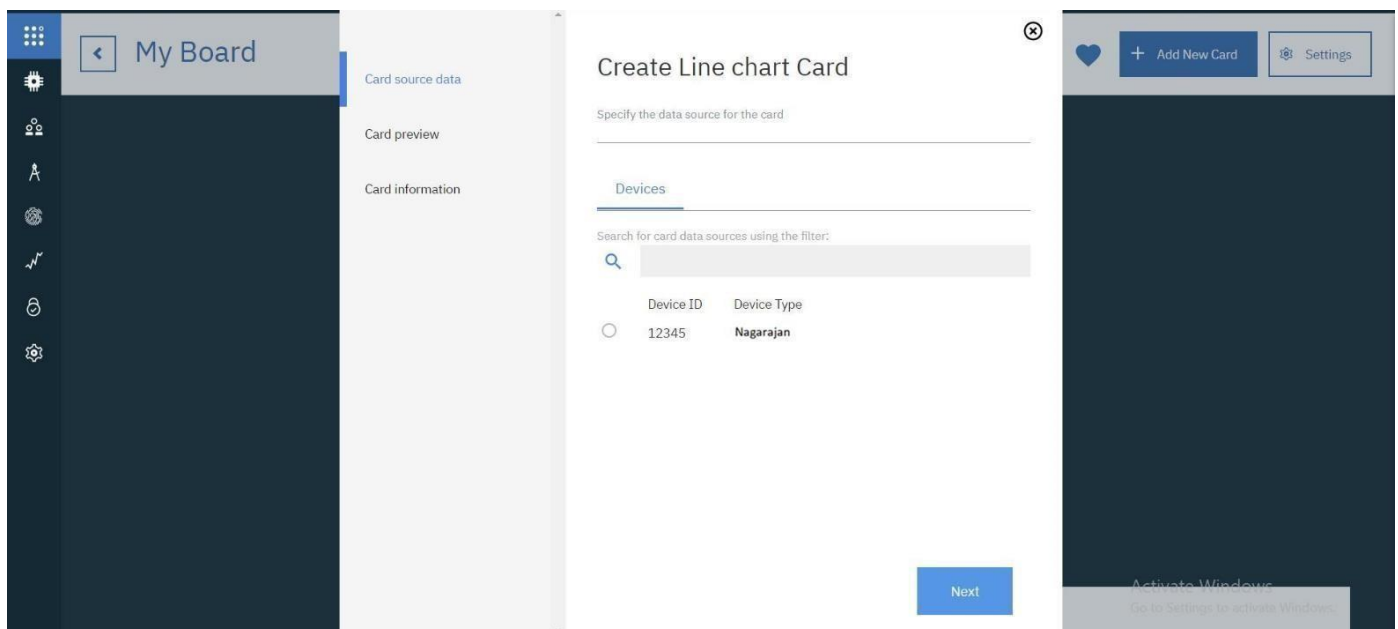 My Board
Card source data
Card preview
Card information
Create Line chart Card
Specify the data source for the card
Devices
Search for card data sources using the filter:
Device ID Device Type
12345 Nagarajan
Next
+ Add New Card
Settings
Activate Windows
Go to Settings to activate Windows.